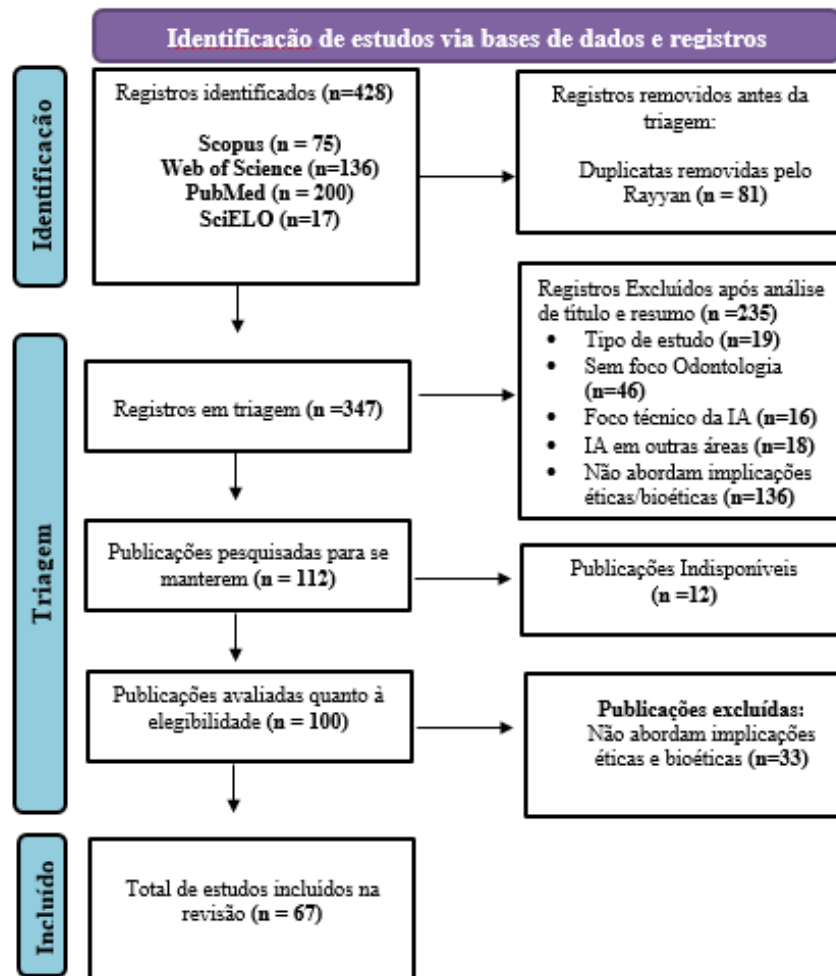 Identificação de estudos via bases de dados e registros
Identificação
Registros identificados (n=428)
Scopus (n = 75)
Web of Science (n=136)
PubMed (n = 200)
SciELO (n=17)
Registros removidos antes da
triagem:
Duplicatas removidas pelo
Rayyan (n = 81)
Triagem
Registros em triagem (n =347)
Registros Excluídos após análise
de título e resumo (n =235)
• Tipo de estudo (n=19)
• Sem foco Odontologia
(n=46)
• Foco técnico da IA (n=16)
• IA em outras áreas (n=18)
• Não abordam implicações
éticas/bioéticas (n=136)
Publicações pesquisadas para se
manterem (n = 112)
Publicações Indisponíveis
(n =12)
Publicações avaliadas quanto à
elegibilidade (n = 100)
Publicações excluídas:
Não abordam implicações
éticas e bioéticas (n=33)
Incluído
Total de estudos incluídos na
revisão (n = 67)